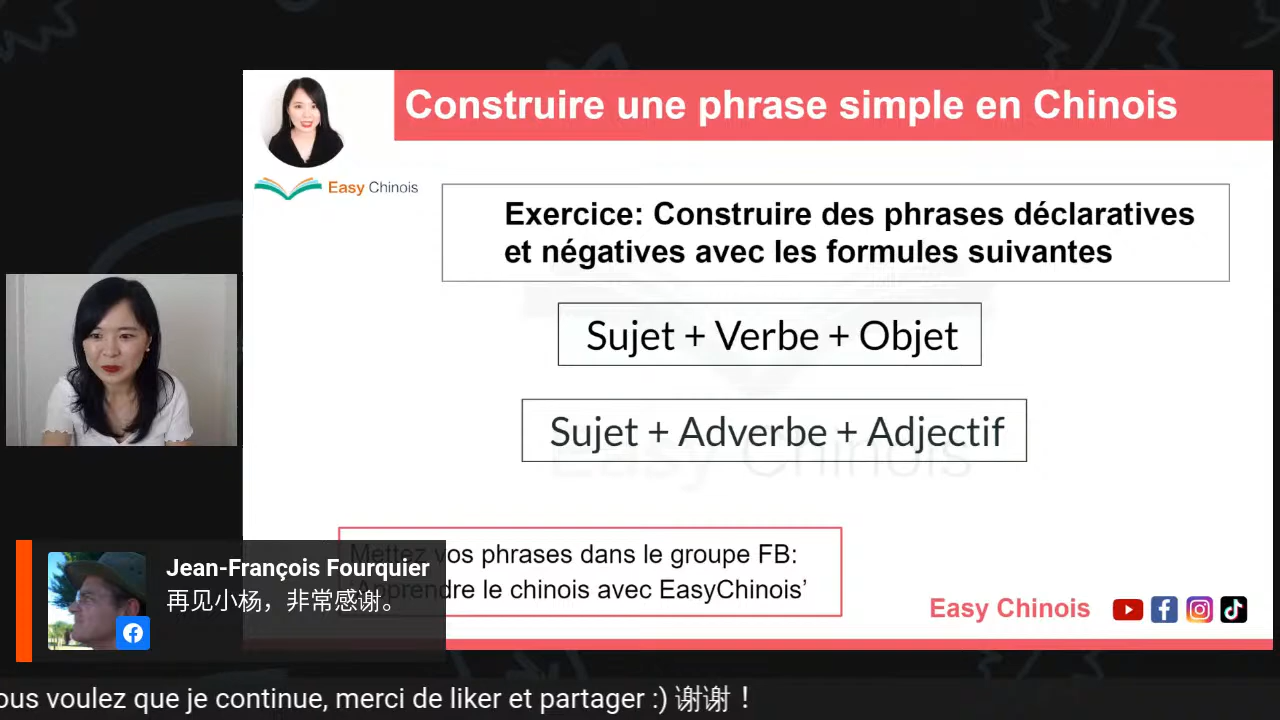 Construire une phrase simple en Chinois
Easy Chinois
Exercice: Construire des phrases déclaratives
et négatives avec les formules suivantes
Sujet + Verbe + Objet
Sujet + Adverbe + Adjectif
Easy Chinois
Mettez vos phrases dans le groupe FB:
Apprendre le chinois avec EasyChinois’
Jean-François Fourquier
再见小杨，非常感谢。
Easy Chinois
ous voulez que je continue, merci de liker et partager :) 谢谢！